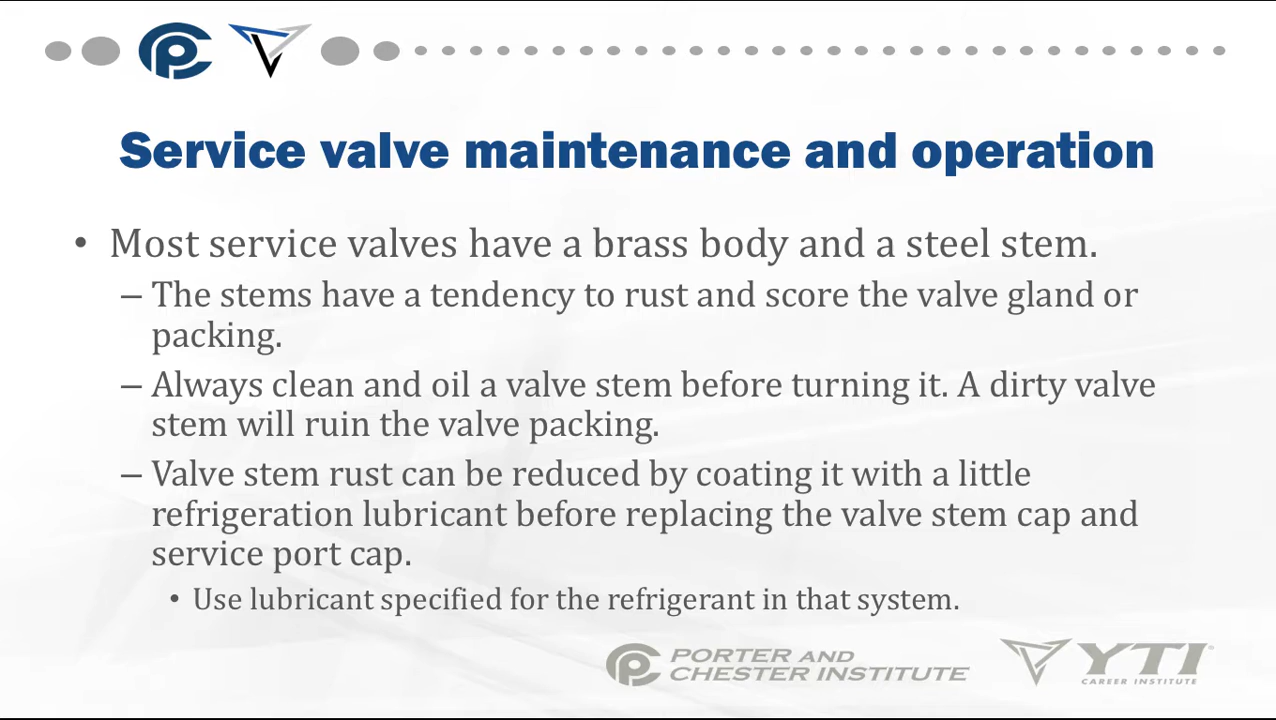 Service valve maintenance and operation
• Most service valves have a brass body and a steel stem.
– The stems have a tendency to rust and score the valve gland or
packing.
– Always clean and oil a valve stem before turning it. A dirty valve
stem will ruin the valve packing.
– Valve stem rust can be reduced by coating it with a little
refrigeration lubricant before replacing the valve stem cap and
service port cap.
• Use lubricant specified for the refrigerant in that system.
PORTER AND
CHESTER INSTITUTE
YTI
CAREER INSTITUTE